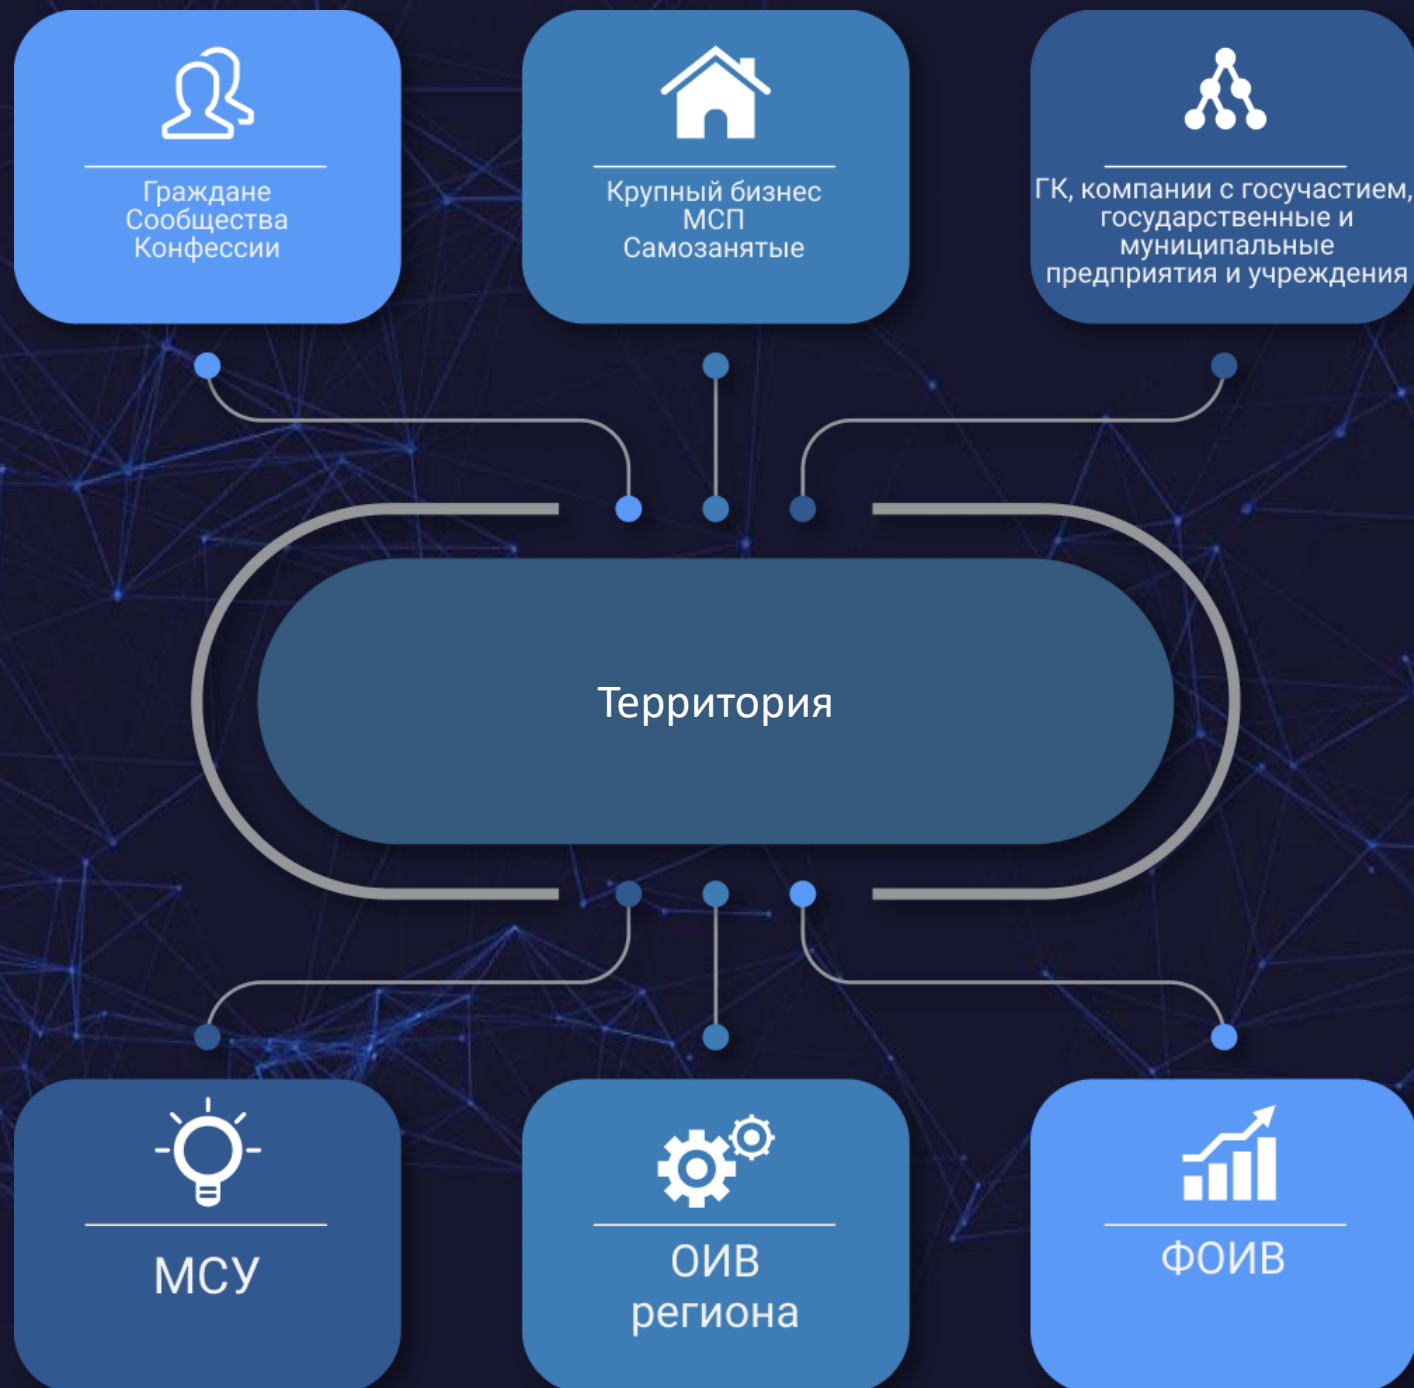 Граждане
Сообщества
Конфессии
Крупный бизнес
МСП
Самозанятые
ГК, компании с госучастием,
государственные и
муниципальные
предприятия и учреждения
Территория
МСУ
ОИВ
региона
ФОИВ